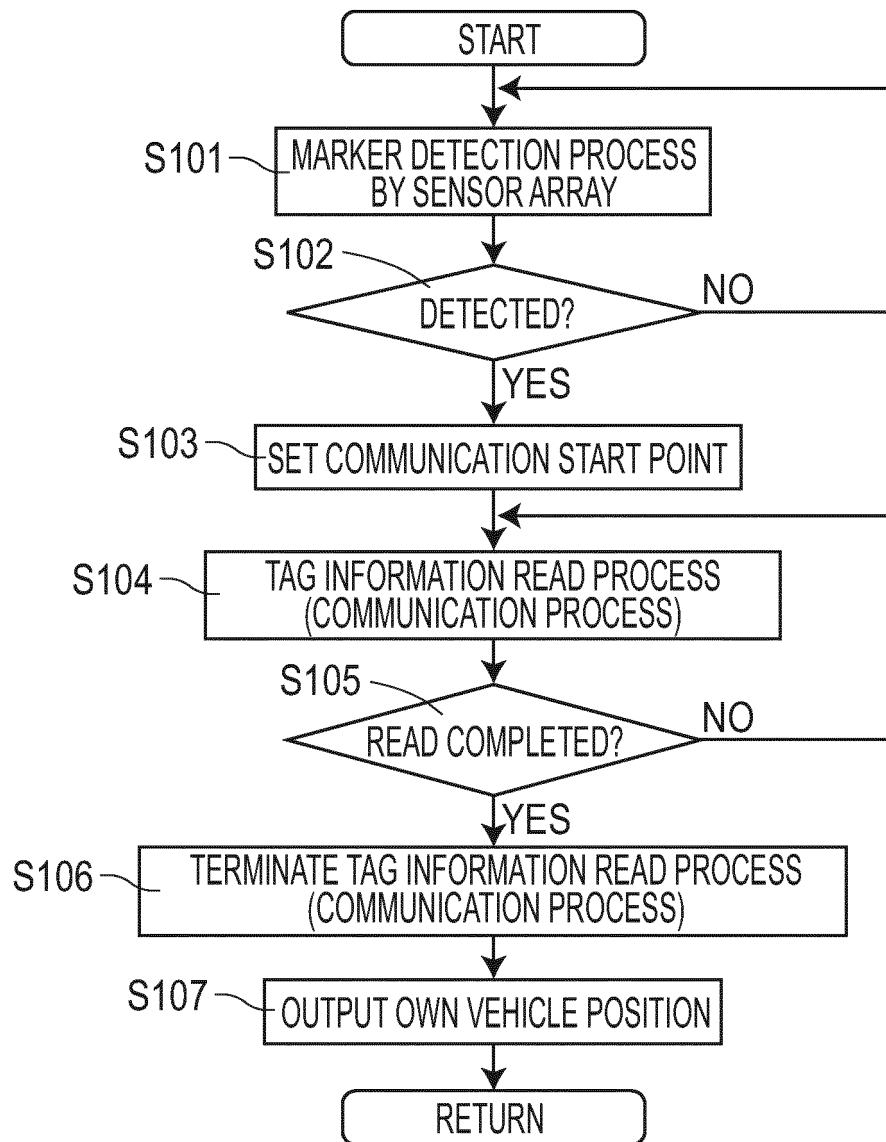 START
S101
MARKER DETECTION PROCESS
BY SENSOR ARRAY
S102
DETECTED?
NO
YES
S103
SET COMMUNICATION START POINT
S104
TAG INFORMATION READ PROCESS
(COMMUNICATION PROCESS)
S105
READ COMPLETED?
NO
YES
S106
TERMINATE TAG INFORMATION READ PROCESS
(COMMUNICATION PROCESS)
S107
OUTPUT OWN VEHICLE POSITION
RETURN